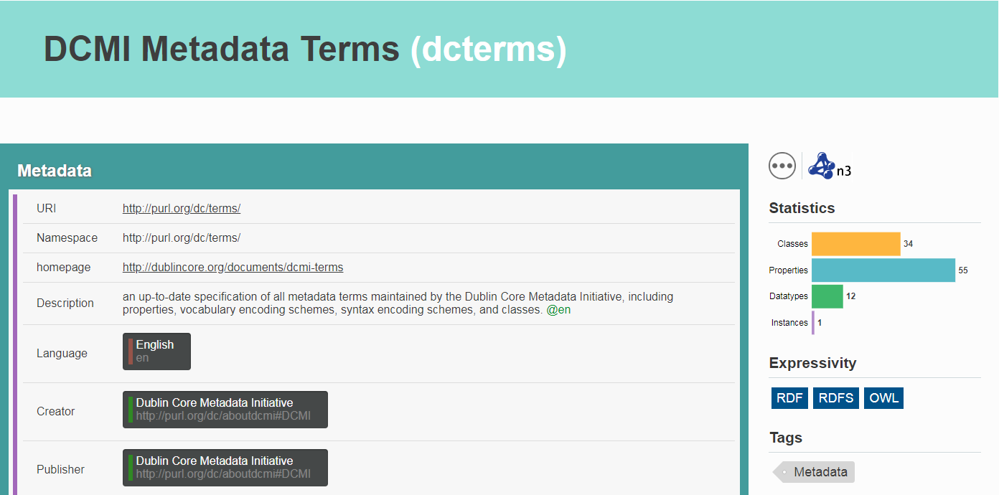 DCMI Metadata Terms (dcterms)
Metadata
URI http://purl.org/dc/terms/
Namespace http://purl.org/dc/terms/
homepage http://dublincore.org/documents/dcmi-terms
Description an up-to-date specification of all metadata terms maintained by the Dublin Core Metadata Initiative, including
properties, vocabulary encoding schemes, syntax encoding schemes, and classes. @en
Language English
en
Creator Dublin Core Metadata Initiative
http://purl.org/dc/aboutdcmi#DCMI
Publisher Dublin Core Metadata Initiative
http://purl.org/dc/aboutdcmi#DCMI
n3
Statistics
Classes 34
Properties 55
Datatypes 12
Instances 1
Expressivity
RDF RDFS OWL
Tags
Metadata